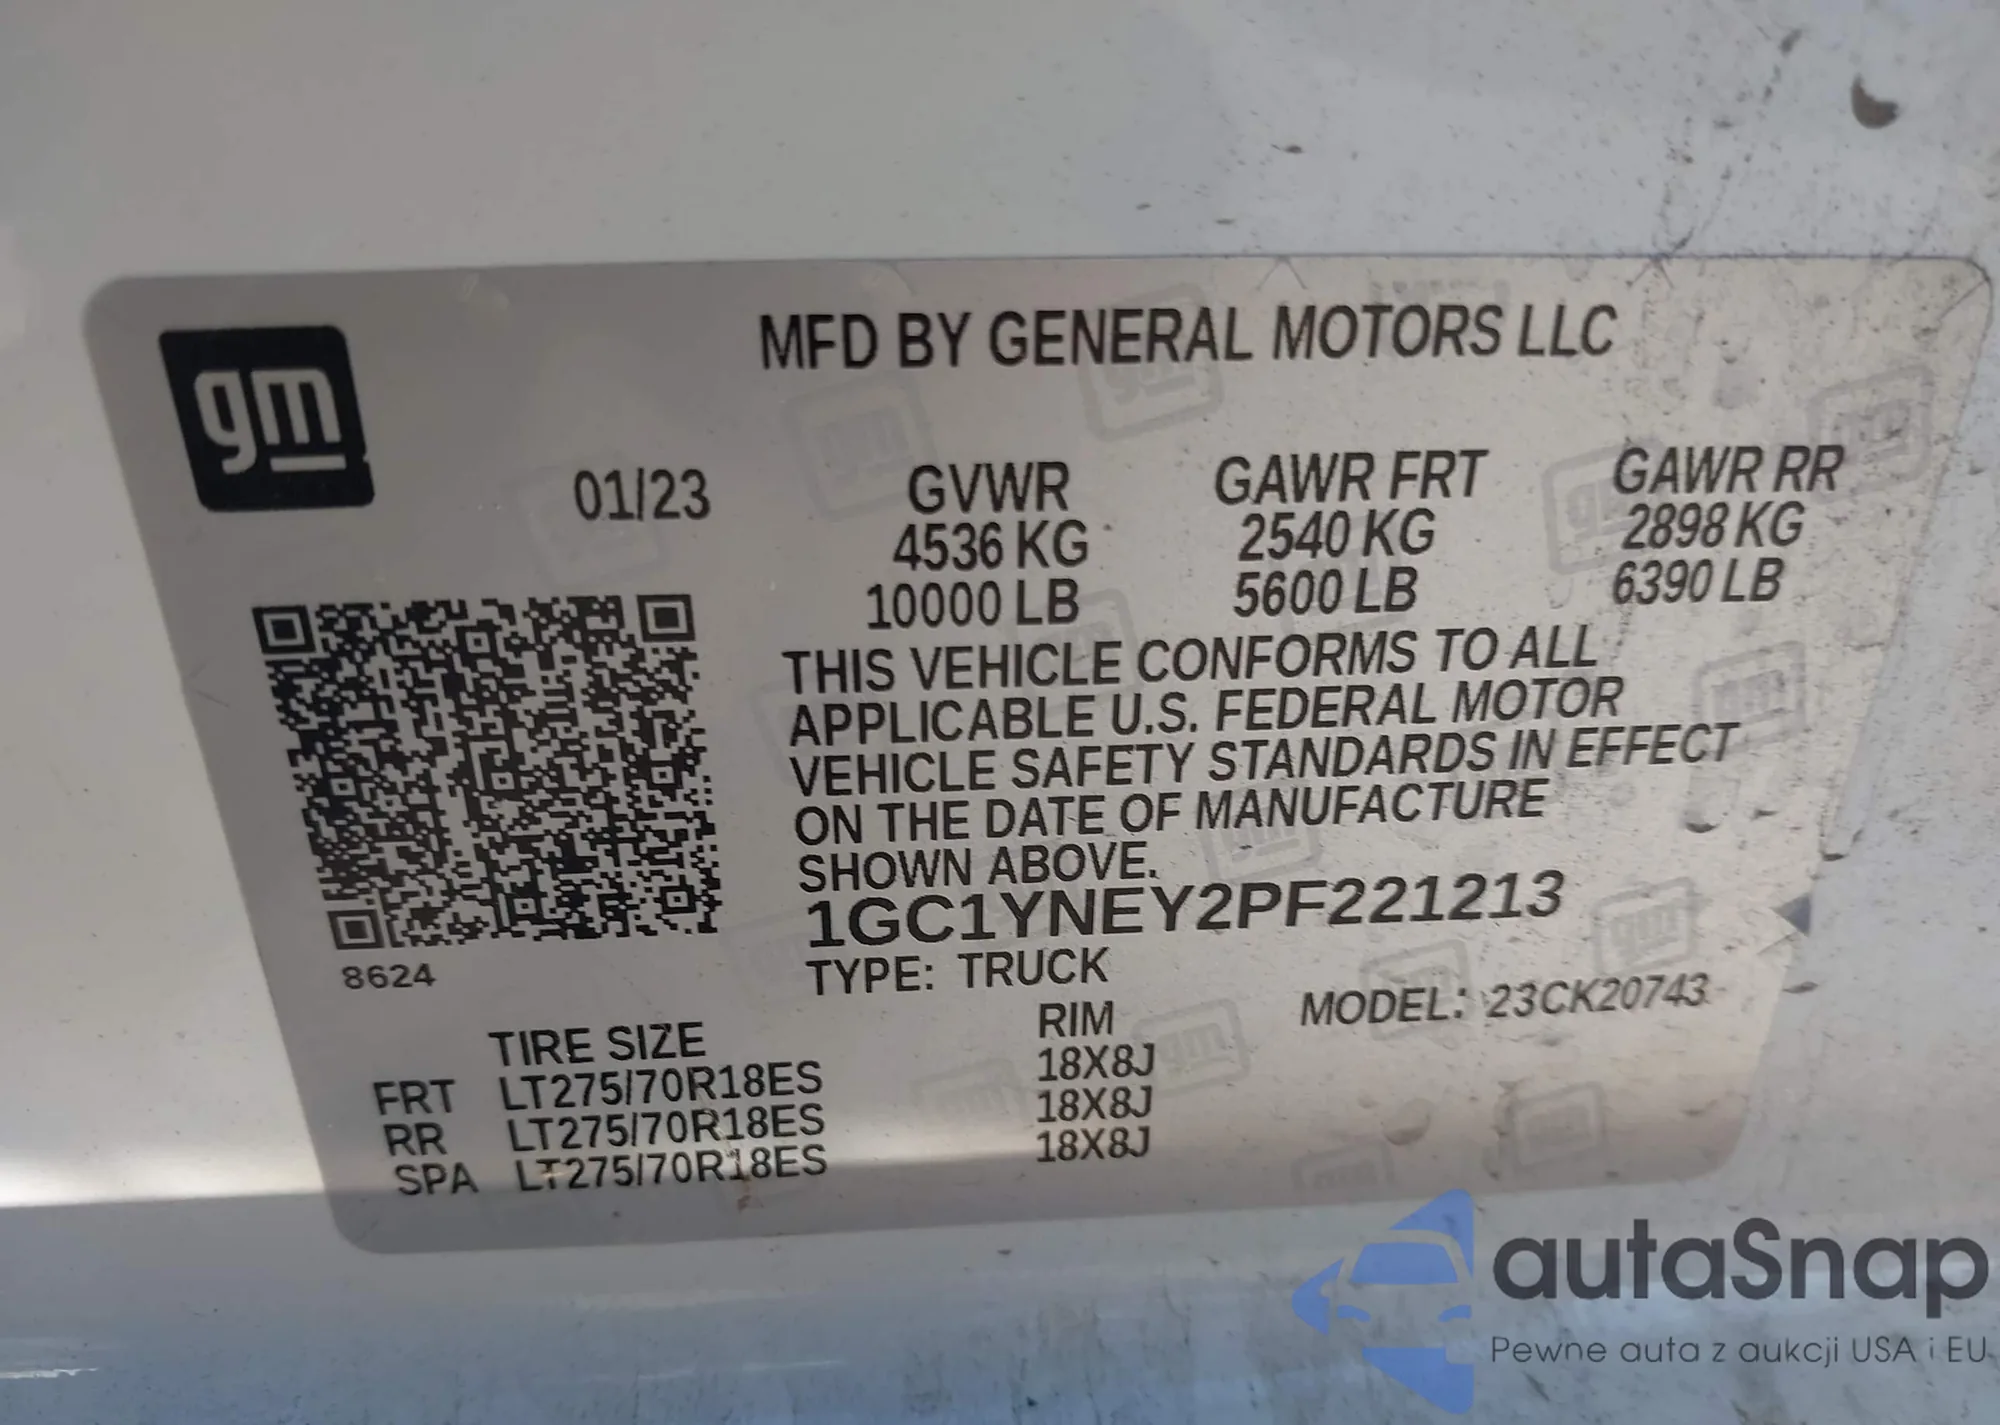 gm
MFD BY GENERAL MOTORS LLC
01/23
GVWR GAWR FRT GAWR RR
4536 KG 2540 KG 2898 KG
10000 LB 5600 LB 6390 LB
THIS VEHICLE CONFORMS TO ALL
APPLICABLE U.S. FEDERAL MOTOR
VEHICLE SAFETY STANDARDS IN EFFECT
ON THE DATE OF MANUFACTURE
SHOWN ABOVE.
1GC1YNEY2PF221213
8624
TYPE: TRUCK
MODEL: 23CK20743
TIRE SIZE RIM
FRT LT275/70R18ES 18X8J
RR LT275/70R18ES 18X8J
SPA LT275/70R18ES 18X8J
autaSnap
Pewne auta z aukcji USA i EU